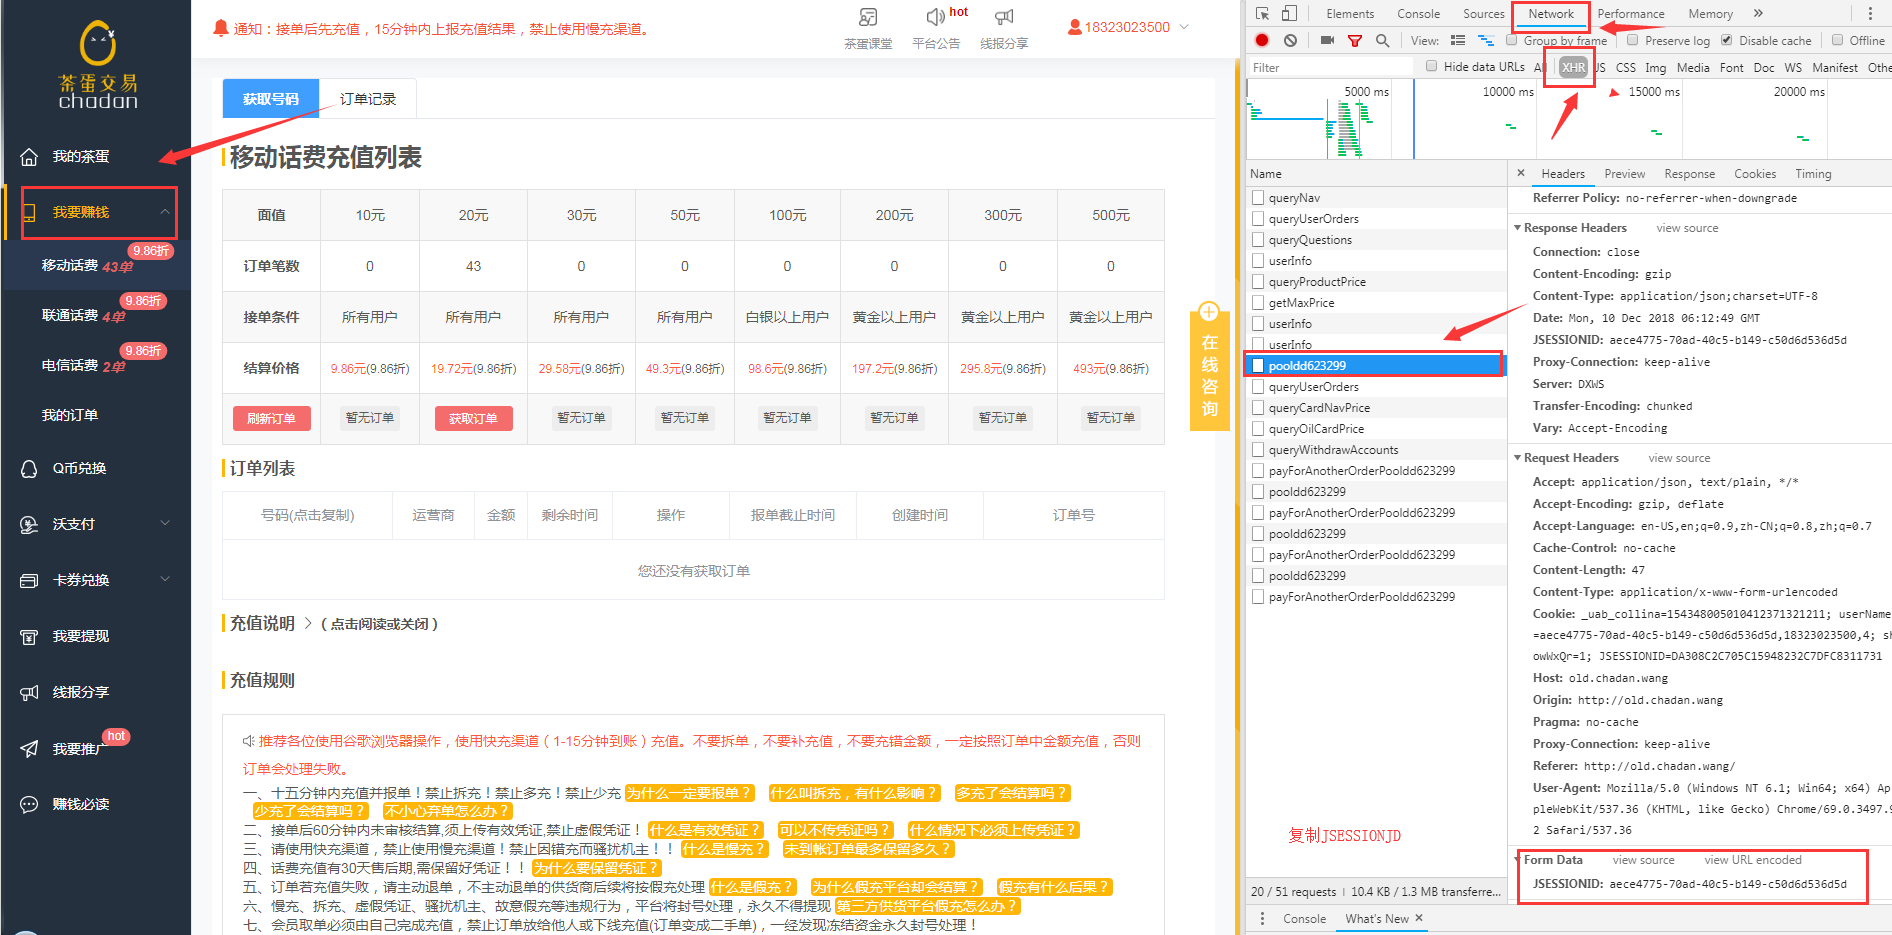 茶蛋交易
chadan
我的茶蛋
我要赚钱
移动话费 43单 9.86折
联通话费 4单 9.86折
电信话费 2单 9.86折
我的订单
Q币兑换
沃支付
卡券兑换
我要提现
线报分享
我要推广 hot
赚钱必读
通知：接单后先充值，15分钟内上报充值结果，禁止使用慢充渠道。
茶蛋课堂
平台公告 hot
线报分享
18323023500
获取号码 订单记录
移动话费充值列表
面值 10元 20元 30元 50元 100元 200元 300元 500元
订单笔数 0 43 0 0 0 0 0 0
接单条件 所有用户 所有用户 所有用户 所有用户 白银以上用户 黄金以上用户 黄金以上用户 黄金以上用户
结算价格 9.86元(9.86折) 19.72元(9.86折) 29.58元(9.86折) 49.3元(9.86折) 98.6元(9.86折) 197.2元(9.86折) 295.8元(9.86折) 493元(9.86折)
刷新订单 暂无订单 获取订单 暂无订单 暂无订单 暂无订单 暂无订单 暂无订单 暂无订单
订单列表
号码(点击复制) 运营商 金额 剩余时间 操作 报单截止时间 创建时间 订单号
您还没有获取订单
充值说明 > ( 点击阅读或关闭 )
充值规则
推荐各位使用谷歌浏览器操作，使用快充渠道（1-15分钟到账）充值。不要拆单，不要补充值，不要充错金额，一定按照订单中金额充值，否则
订单会处理失败。
一、十五分钟内充值并报单！禁止拆充！禁止多充！禁止少充 为什么一定要报单？ 什么叫拆充，有什么影响？ 多充了会结算吗？
少充了会结算吗？ 不小心弃单怎么办？
二、接单后60分钟内未审核结算,须上传有效凭证,禁止虚假凭证！ 什么是有效凭证？ 可以不传凭证吗？ 什么情况下必须上传凭证？
三、请使用快充渠道，禁止使用慢充渠道！禁止因错充而骚扰机主！！ 什么是慢充？ 未到帐订单最多保留多久？
四、话费充值有30天售后期,需保留好凭证！！ 为什么要保留凭证？
五、订单若充值失败，请主动退单，不主动退单的供货商后续将按假充处理 什么是假充？ 为什么假充平台却会结算？ 假充有什么后果？
六、慢充、拆充、虚假凭证、骚扰机主、故意假充等违规行为，平台将封号处理，永久不得提现 第三方供货平台假充怎么办？
七、会员取单必须由自己完成充值，禁止订单放给他人或下线充值(订单变成二手单)，一经发现冻结资金永久封号处理！
在线咨询
Elements Console Sources Network Performance Memory »
View: Group by frame Preserve log Disable cache Offline
Filter Hide data URLs XHR JS CSS Img Media Font Doc WS Manifest Othe
5000 ms 10000 ms 15000 ms 20000 ms
Name
queryNav
queryUserOrders
queryQuestions
userInfo
queryProductPrice
getMaxPrice
userInfo
userInfo
pooldd623299
queryUserOrders
queryCardNavPrice
queryOilCardPrice
queryWithdrawAccounts
payForAnotherOrderPooldd623299
pooldd623299
payForAnotherOrderPooldd623299
pooldd623299
payForAnotherOrderPooldd623299
pooldd623299
payForAnotherOrderPooldd623299
复制JSESSIONJD
20 / 51 requests | 10.4 KB / 1.3 MB transferre...
Console What's New ×
× Headers Preview Response Cookies Timing
Referrer Policy: no-referrer-when-downgrade
Response Headers view source
Connection: close
Content-Encoding: gzip
Content-Type: application/json;charset=UTF-8
Date: Mon, 10 Dec 2018 06:12:49 GMT
JSESSIONID: aece4775-70ad-40c5-b149-c50d6d536d5d
Proxy-Connection: keep-alive
Server: DXWS
Transfer-Encoding: chunked
Vary: Accept-Encoding
Request Headers view source
Accept: application/json, text/plain, */*
Accept-Encoding: gzip, deflate
Accept-Language: en-US,en;q=0.9,zh-CN;q=0.8,zh;q=0.7
Cache-Control: no-cache
Content-Length: 47
Content-Type: application/x-www-form-urlencoded
Cookie: _uab_collina=154348005010412371321211; userName
=aece4775-70ad-40c5-b149-c50d6d536d5d,18323023500,4; sh
owWxQr=1; JSESSIONID=DA308C2C705C15948232C7DFC8311731
Host: old.chadan.wang
Origin: http://old.chadan.wang
Pragma: no-cache
Proxy-Connection: keep-alive
Referer: http://old.chadan.wang/
User-Agent: Mozilla/5.0 (Windows NT 6.1; Win64; x64) Ap
pleWebKit/537.36 (KHTML, like Gecko) Chrome/69.0.3497.9
2 Safari/537.36
Form Data view source view URL encoded
JSESSIONID: aece4775-70ad-40c5-b149-c50d6d536d5d